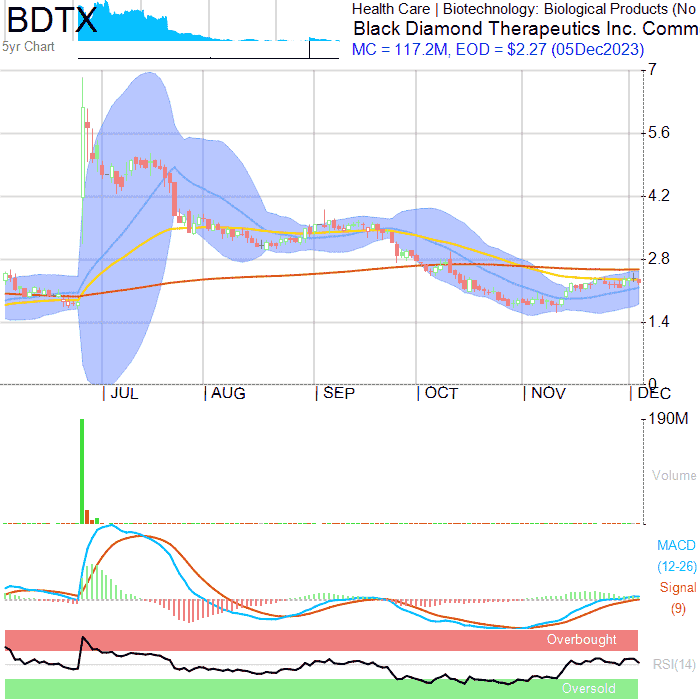 BDTX
5yr Chart
Health Care | Biotechnology: Biological Products (No
Black Diamond Therapeutics Inc. Comm
MC = 117.2M, EOD = $2.27 (05Dec2023)
7
5.6
4.2
2.8
1.4
0
JUL AUG SEP OCT NOV DEC
190M
Volume
MACD
(12-26)
Signal
(9)
Overbought
RSI(14)
Oversold